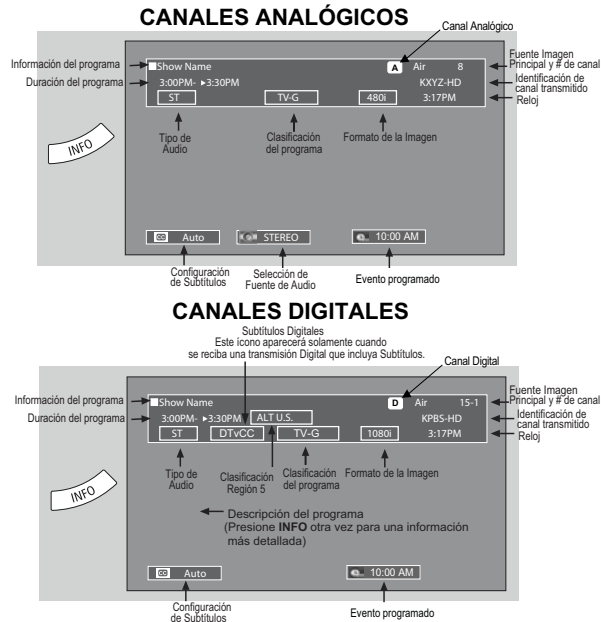 CANALES ANALÓGICOS
Canal Analógico
Información del programa
Show Name
A
Air 8
Fuente Imagen
Principal y # de canal
Duración del programa
3:00PM- ▸3:30PM
KXYZ-HD
Identificación de
canal transmitido
ST
TV-G
480i
3:17PM
Reloj
Tipo de
Audio
Clasificación
del programa
Formato de la Imagen
INFO
CC Auto
STEREO
10:00 AM
Configuración
de Subtítulos
Selección de
Fuente de Audio
Evento programado
CANALES DIGITALES
Subtítulos Digitales
Este ícono aparecerá solamente cuando
se reciba una transmisión Digital que incluya Subtítulos.
Canal Digital
Información del programa
Show Name
D
Air 15-1
Fuente Imagen
Principal y # de canal
Duración del programa
3:00PM- ▸3:30PM
ALT U.S.
KPBS-HD
Identificación de
canal transmitido
ST
DTvCC
TV-G
1080i
3:17PM
Reloj
Tipo de
Audio
Clasificación
Región 5
Clasificación
del programa
Formato de la Imagen
INFO
Descripción del programa
(Presione INFO otra vez para una información
más detallada)
CC Auto
10:00 AM
Configuración
de Subtítulos
Evento programado